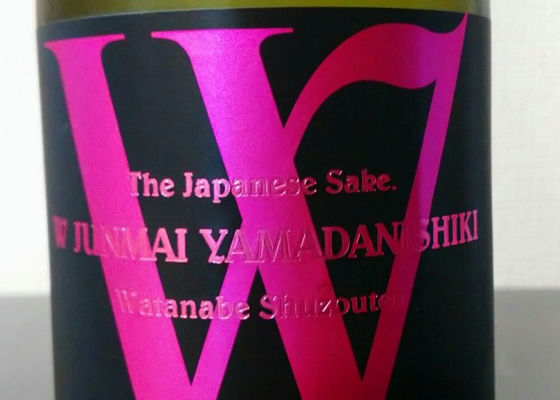 W
The Japanese Sake.
W JUNMAI YAMADANISHIKI
Watanabe Shuzouten